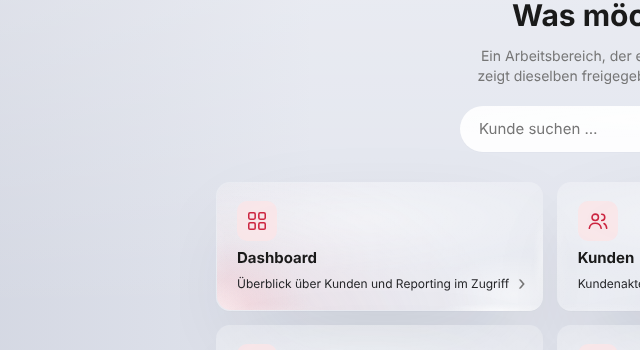 Was möc
Ein Arbeitsbereich, der e
zeigt dieselben freigegeb
Kunde suchen ...
Dashboard
Überblick über Kunden und Reporting im Zugriff
Kunden
Kundenakte